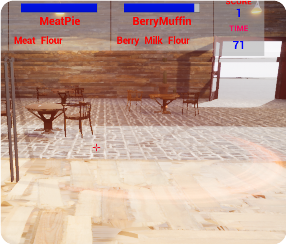 SCORE
MeatPie
BerryMuffin
1
TIME
Meat Flour
Berry Milk Flour
71